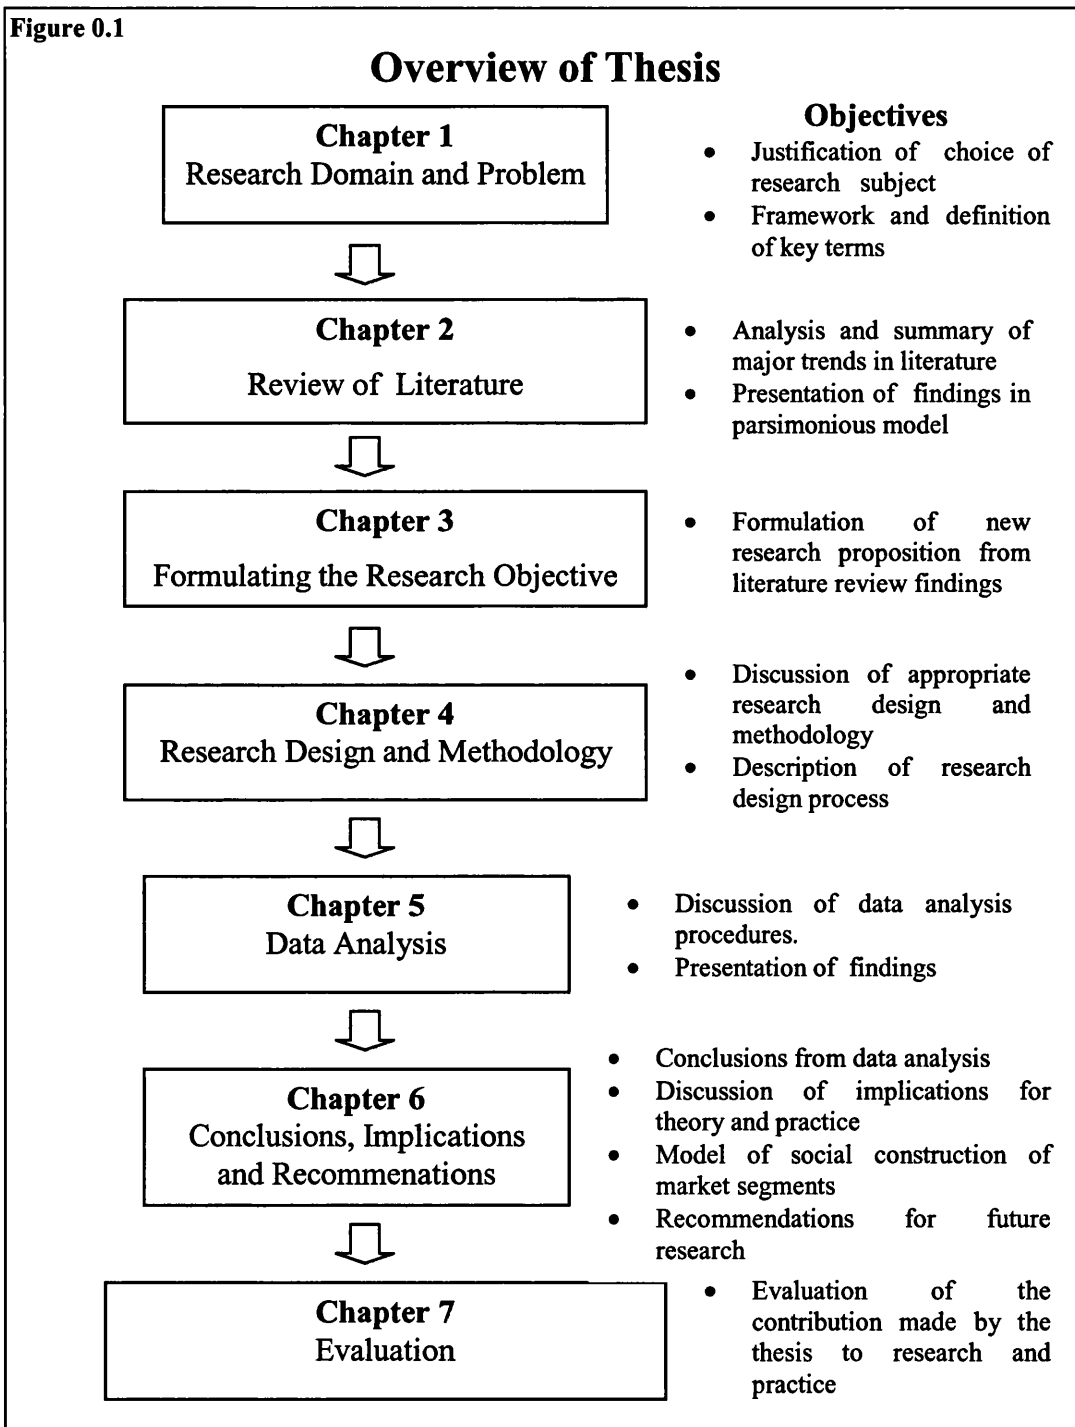 Figure 0.1
Overview of Thesis
Chapter 1
Research Domain and Problem
Objectives
• Justification of choice of
research subject
• Framework and definition
of key terms
Chapter 2
Review of Literature
• Analysis and summary of
major trends in literature
• Presentation of findings in
parsimonious model
Chapter 3
Formulating the Research Objective
• Formulation of new
research proposition from
literature review findings
Chapter 4
Research Design and Methodology
• Discussion of appropriate
research design and
methodology
• Description of research
design process
Chapter 5
Data Analysis
• Discussion of data analysis
procedures.
• Presentation of findings
Chapter 6
Conclusions, Implications
and Recommenations
• Conclusions from data analysis
• Discussion of implications for
theory and practice
• Model of social construction of
market segments
• Recommendations for future
research
Chapter 7
Evaluation
• Evaluation of the
contribution made by the
thesis to research and
practice